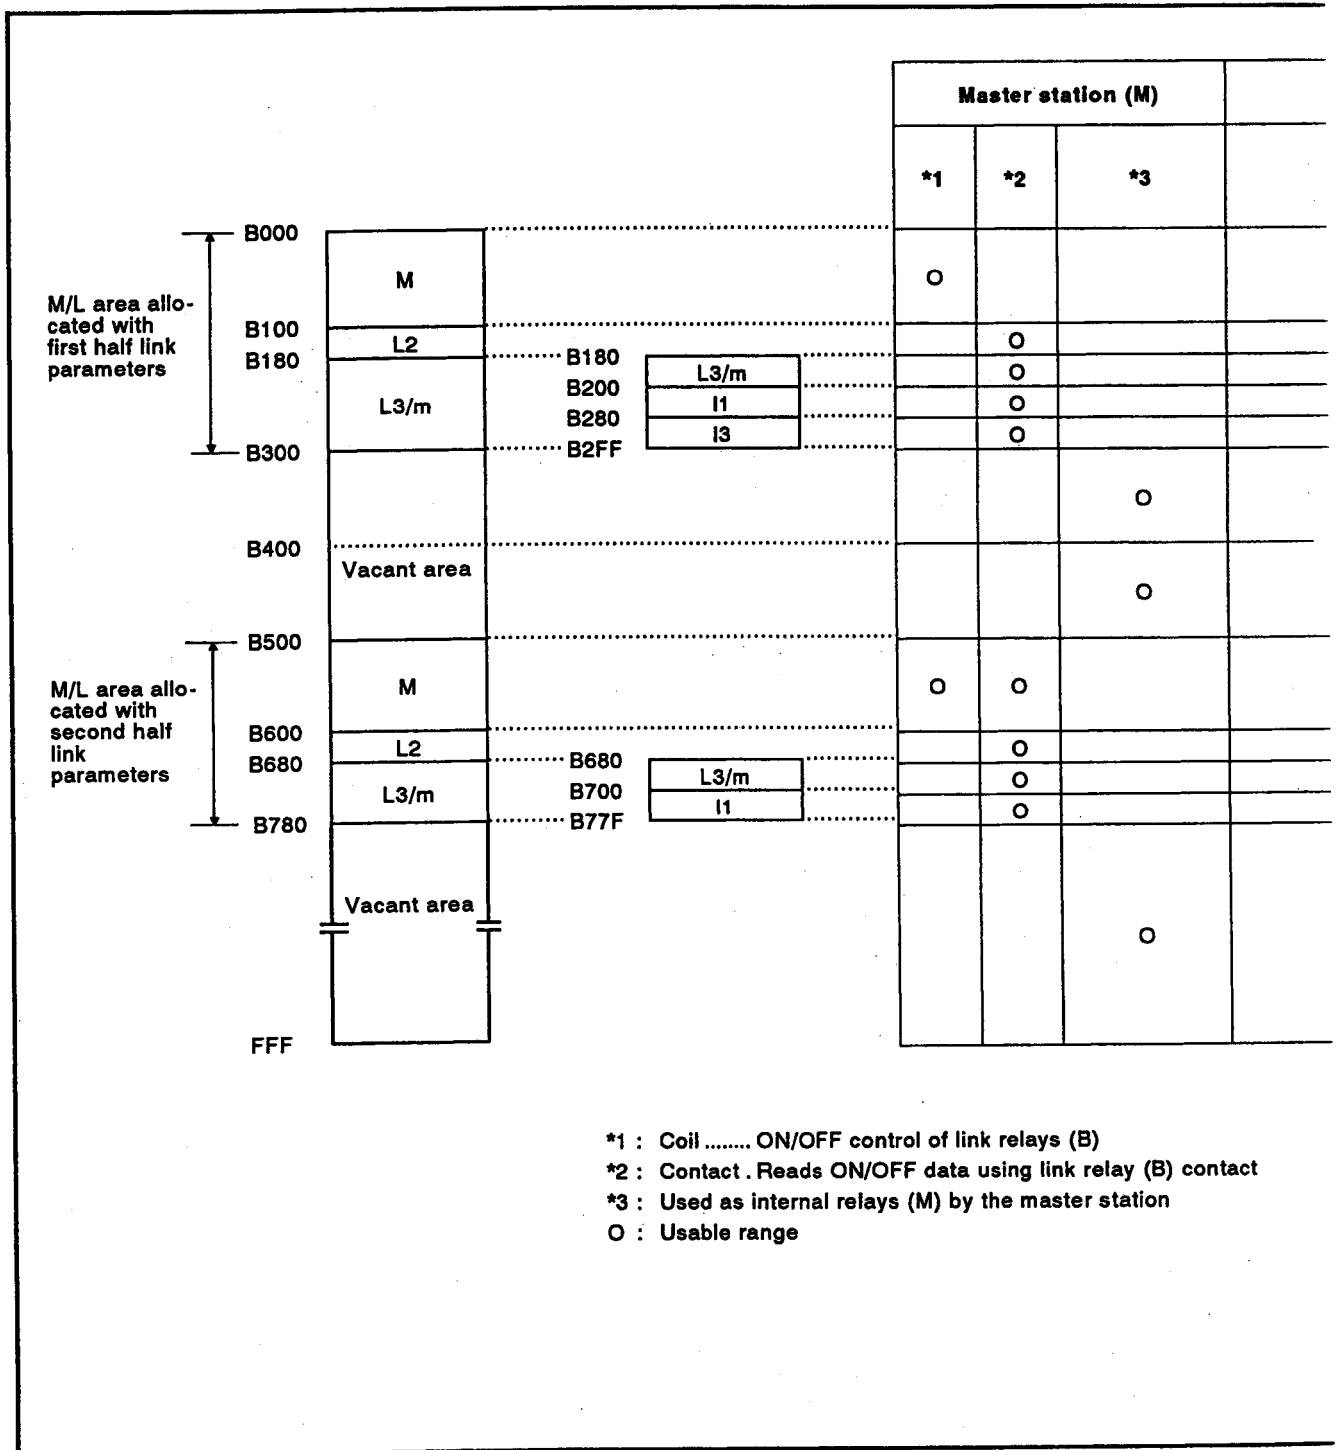 Master station (M)
*1 *2 *3
B000
M
O
M/L area allo-
cated with
first half link
parameters
B100
L2
O
B180
B180
L3/m
O
B200
L3/m
I1
O
B280
I3
O
B300
B2FF
O
B400
Vacant area
O
B500
M/L area allo-
cated with
second half
link
parameters
M
O O
B600
L2
O
B680
B680
L3/m
O
L3/m
B700
I1
O
B780
B77F
Vacant area
O
FFF
*1 : Coil ........ ON/OFF control of link relays (B)
*2 : Contact . Reads ON/OFF data using link relay (B) contact
*3 : Used as internal relays (M) by the master station
O : Usable range